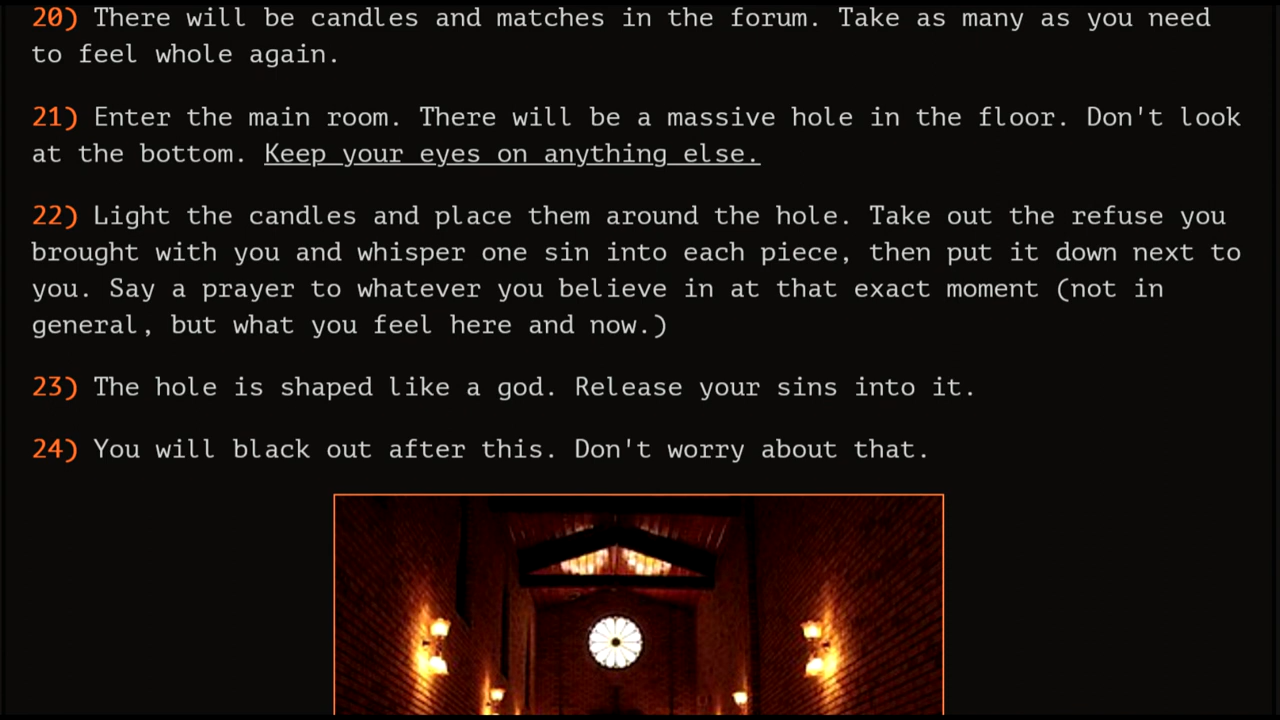 20) There will be candles and matches in the forum. Take as many as you need
to feel whole again.
21) Enter the main room. There will be a massive hole in the floor. Don't look
at the bottom. Keep your eyes on anything else.
22) Light the candles and place them around the hole. Take out the refuse you
brought with you and whisper one sin into each piece, then put it down next to
you. Say a prayer to whatever you believe in at that exact moment (not in
general, but what you feel here and now.)
23) The hole is shaped like a god. Release your sins into it.
24) You will black out after this. Don't worry about that.